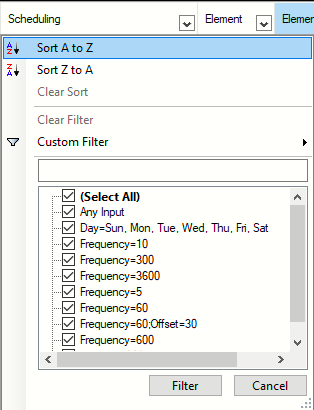 Scheduling Element Elemen
Sort A to Z
Sort Z to A
Clear Sort
Clear Filter
Custom Filter
(Select All)
Any Input
Day=Sun, Mon, Tue, Wed, Thu, Fri, Sat
Frequency=10
Frequency=300
Frequency=3600
Frequency=5
Frequency=60
Frequency=60;Offset=30
Frequency=600
Filter Cancel